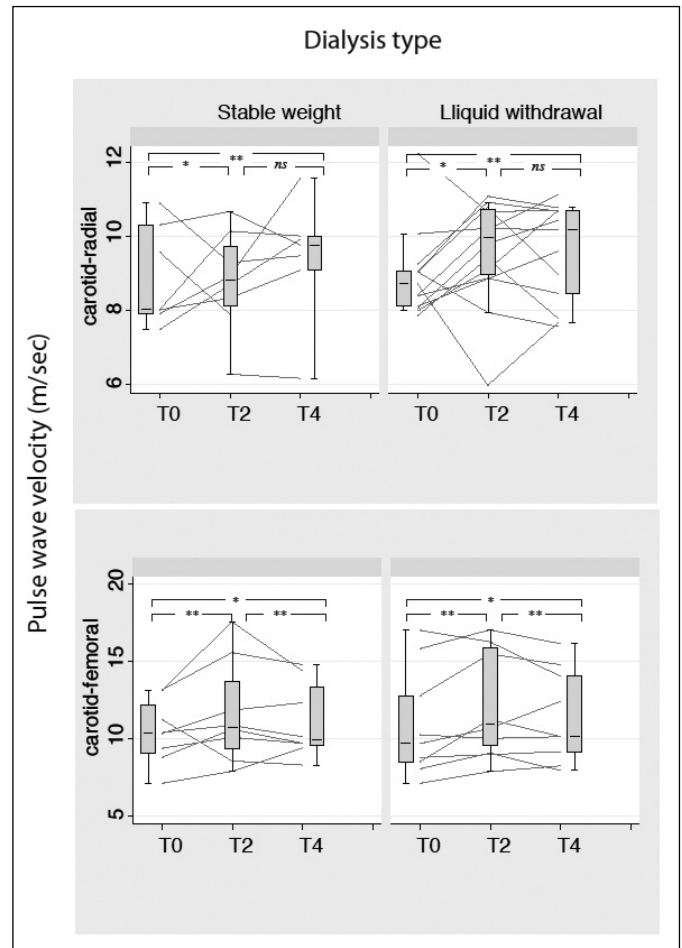 Dialysis type
Stable weight Lliquid withdrawal
Pulse wave velocity (m/sec)
carotid-radial
12
10
8
6
** **
* ns * ns
T0 T2 T4 T0 T2 T4
carotid-femoral
20
15
10
5
* *
** ** ** **
T0 T2 T4 T0 T2 T4